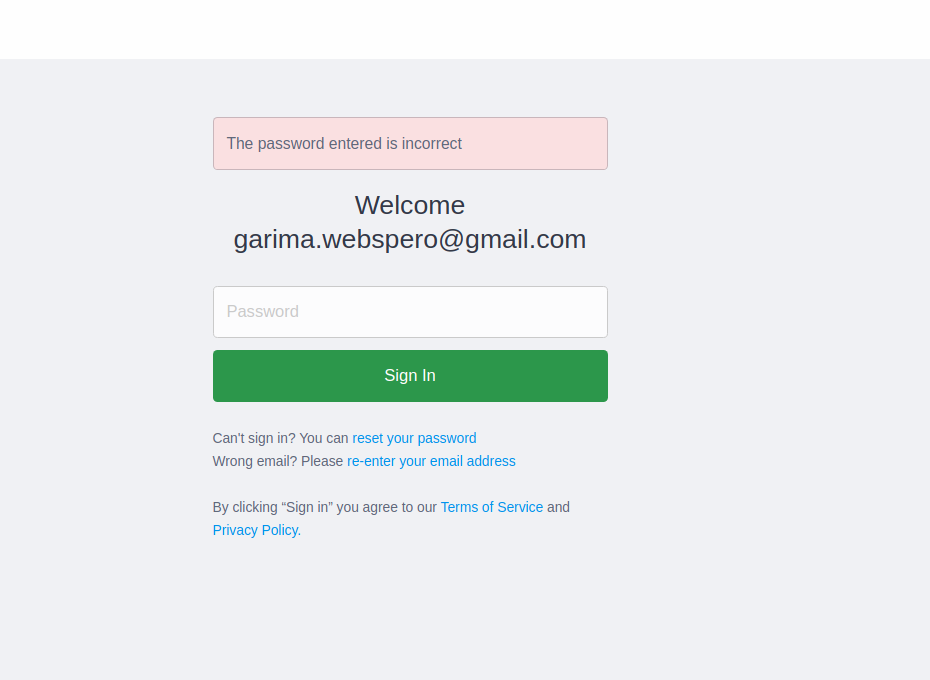 The password entered is incorrect
Welcome
garima.webspero@gmail.com
Password
Sign In
Can't sign in? You can reset your password
Wrong email? Please re-enter your email address
By clicking “Sign in” you agree to our Terms of Service and
Privacy Policy.